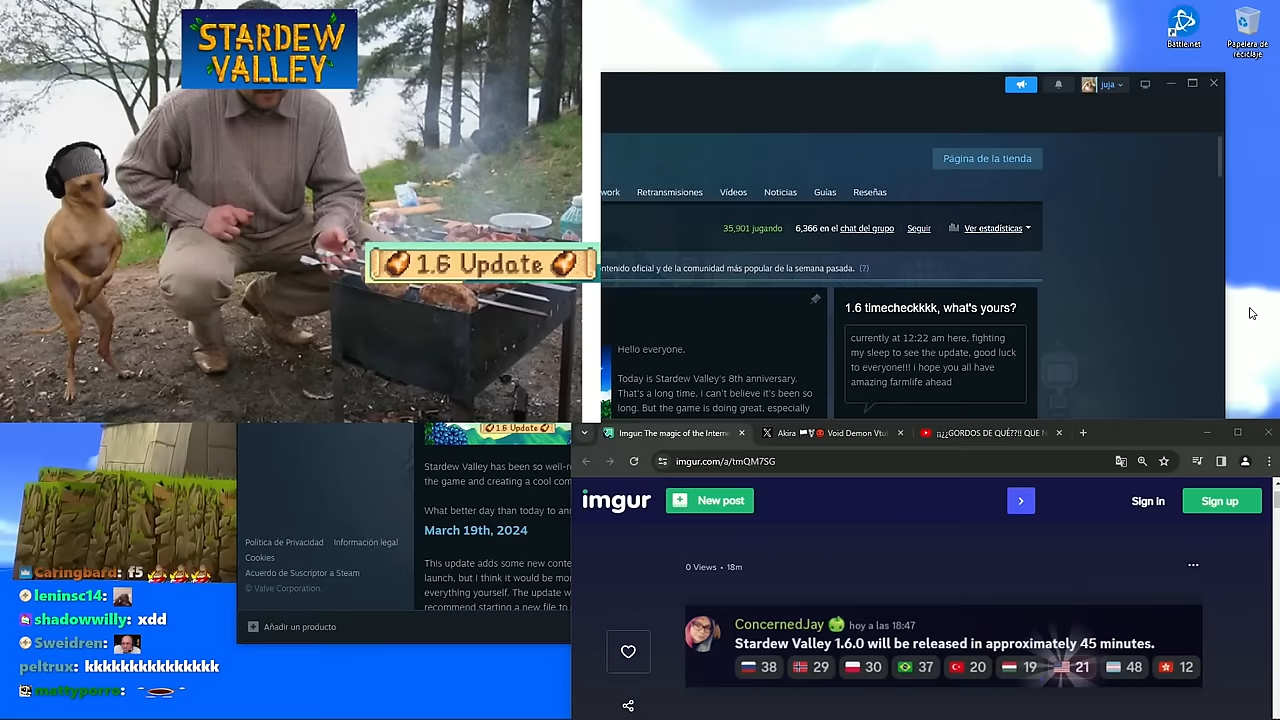 STARDEW
VALLEY
1.6 Update
Battle.net
Papelera de
reciclaje
juja
Página de la tienda
work Retransmisiones Vídeos Noticias Guías Reseñas
35,901 jugando 6,366 en el chat del grupo Seguir Ver estadísticas
ntenido oficial y de la comunidad más popular de la semana pasada. (?)
Hello everyone,
Today is Stardew Valley's 8th anniversary.
That's a long time. i can't believe it's been so
long. But the game is doing great, especially
1.6 timecheckkkk, what's yours?
currently at 12:22 am here, fighting
my sleep to see the update, good luck
to everyone!!! i hope you all have
amazing farmlife ahead
1.6 Update
Stardew Valley has been so well-r
the game and creating a cool com
What better day than today to ann
March 19th, 2024
This update adds some new conte
launch, but I think it would be mo
everything yourself. The update w
recommend starting a new file to
Política de Privacidad Información legal
Cookies
Acuerdo de Suscriptor a Steam
© Valve Corporation.
Añadir un producto
Caringbard: f5
leninsc14:
shadowwilly: xdd
Sweidren:
peltrux: kkkkkkkkkkkkkkk
mattyporro:
Imgur: The magic of the Intern
Akira
Void Demon Vtu
¡¡¿¿GORDOS DE QUÉ??!! QUE N
imgur.com/a/tmQM7SG
imgur New post Sign in Sign up
0 Views • 18m
ConcernedJay hoy a las 18:47
Stardew Valley 1.6.0 will be released in approximately 45 minutes.
38 29 30 37 20 19 21 48 12